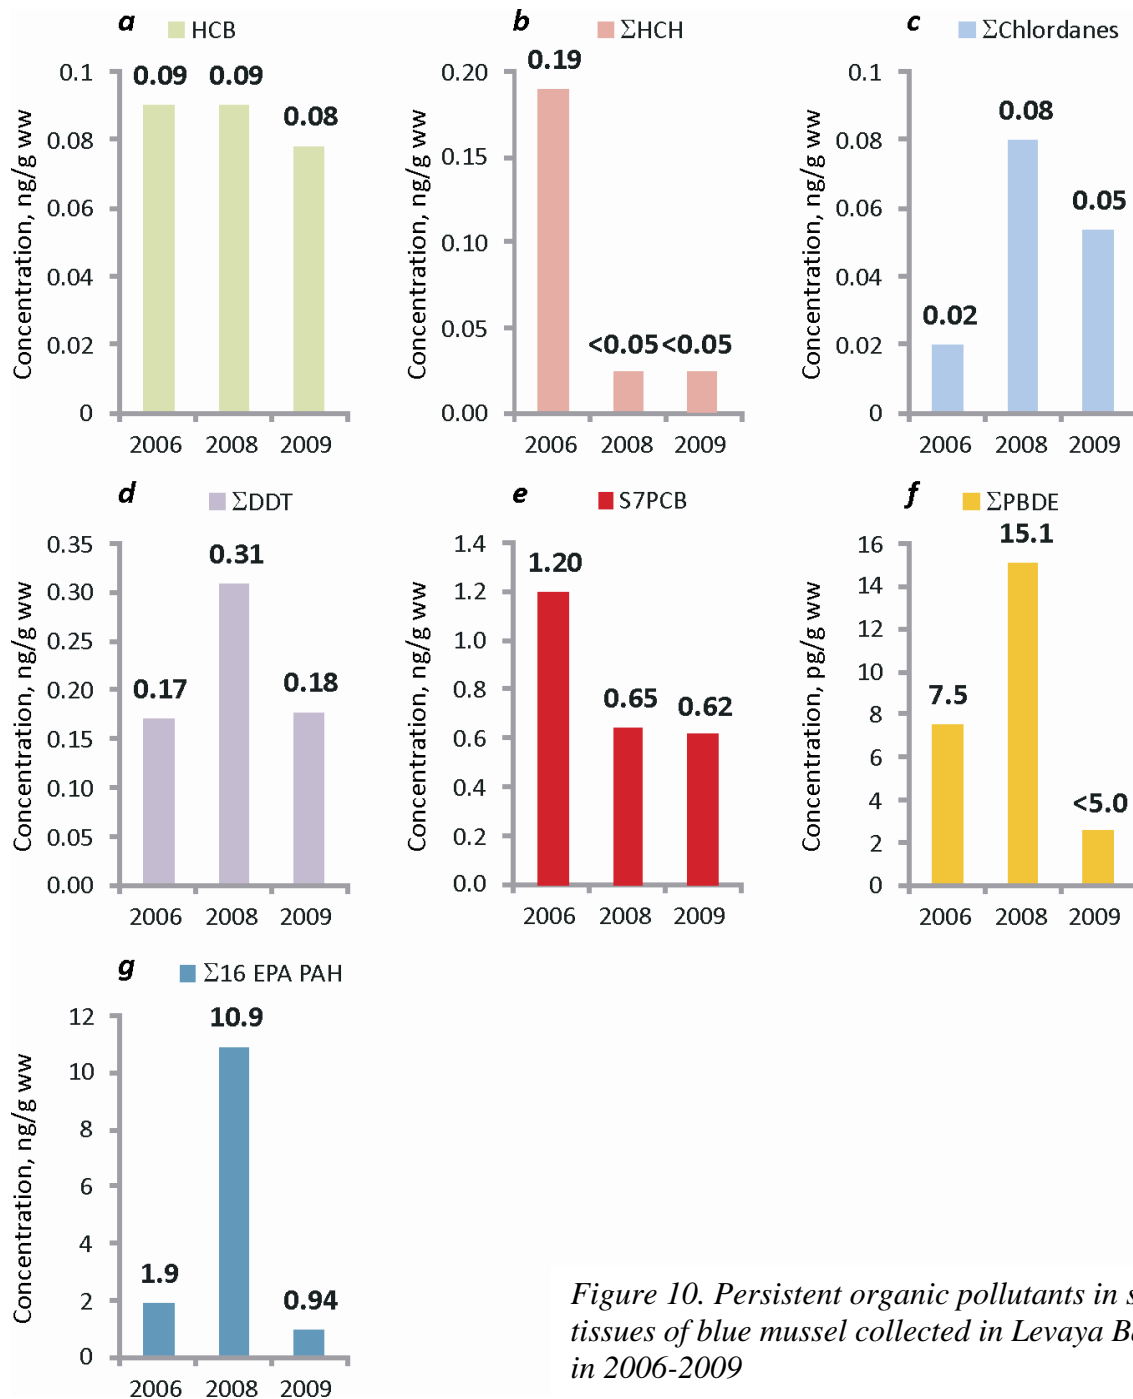 a HCB
Concentration, ng/g ww
0.1
0.08
0.06
0.04
0.02
0
0.09 0.09 0.08
2006 2008 2009
b ΣHCH
Concentration, ng/g ww
0.20
0.15
0.10
0.05
0.00
0.19 <0.05 <0.05
2006 2008 2009
c ΣChlordanes
Concentration, ng/g ww
0.1
0.08
0.06
0.04
0.02
0
0.02 0.08 0.05
2006 2008 2009
d ΣDDT
Concentration, ng/g ww
0.35
0.30
0.25
0.20
0.15
0.10
0.05
0.00
0.17 0.31 0.18
2006 2008 2009
e S7PCB
Concentration, ng/g ww
1.4
1.2
1.0
0.8
0.6
0.4
0.2
0.0
1.20 0.65 0.62
2006 2008 2009
f ΣPBDE
Concentration, pg/g ww
16
14
12
10
8
6
4
2
0
7.5 15.1 <5.0
2006 2008 2009
g Σ16 EPA PAH
Concentration, ng/g ww
12
10
8
6
4
2
0
1.9 10.9 0.94
2006 2008 2009
Figure 10. Persistent organic pollutants in
tissues of blue mussel collected in Levaya
in 2006-2009